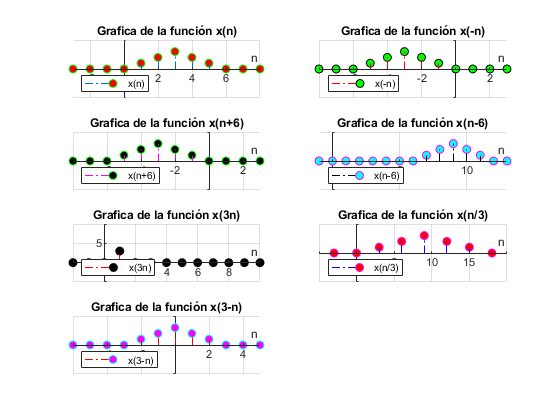 Grafica de la función x(n)
n
2 4 6
x(n)
Grafica de la función x(-n)
n
-2 2
x(-n)
Grafica de la función x(n+6)
n
-2 2
x(n+6)
Grafica de la función x(n-6)
n
10
x(n-6)
Grafica de la función x(3n)
5
n
4 6 8
x(3n)
Grafica de la función x(n/3)
n
10 15
x(n/3)
Grafica de la función x(3-n)
n
2 4
x(3-n)